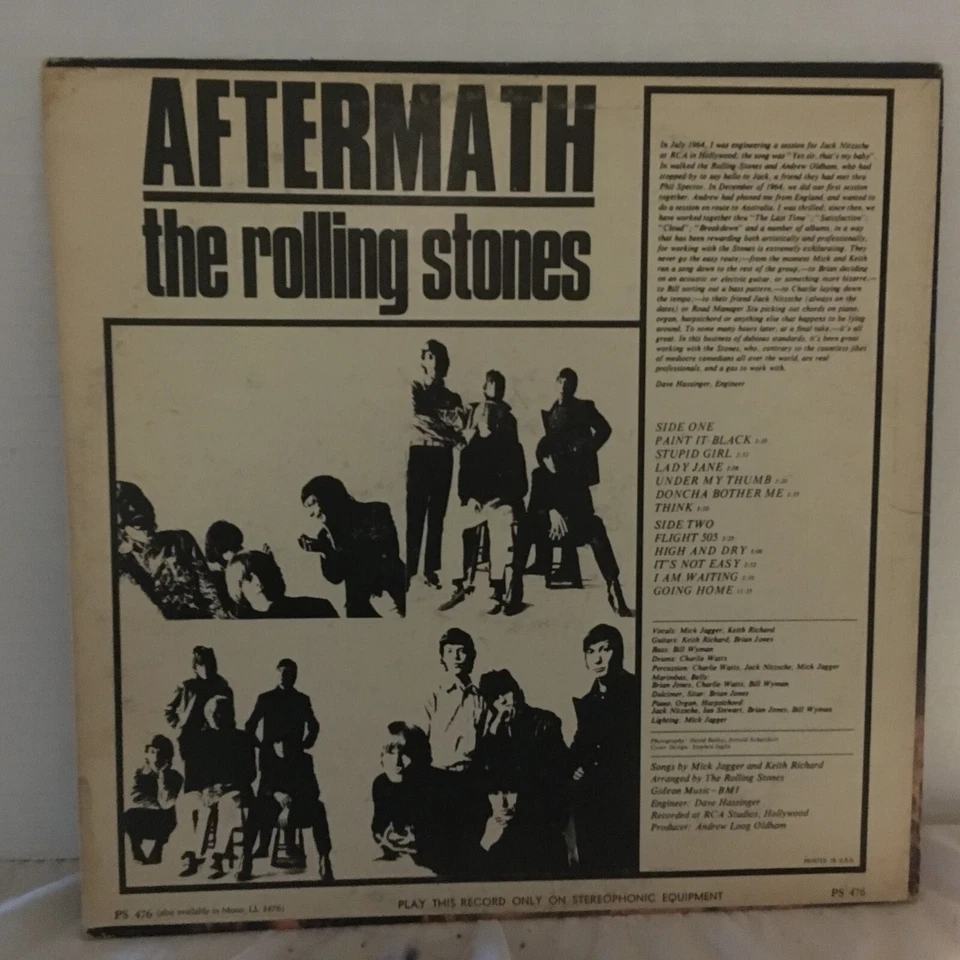 AFTERMATH
the rolling stones
In July 1964, I was engineering a session for Jack Nitzsche
at RCA in Hollywood; the song was "Yes sir, that's my baby".
In walked the Rolling Stones and Andrew Oldham, who had
stopped by to say hello to Jack, a friend they had met thru
Phil Spector. In December of 1964, we did our first session
together. Andrew had phoned me from England, and wanted to
do a session en route to Australia. I was thrilled; since then, we
have worked together thru "The Last Time"; "Satisfaction";
"Cloud"; "Breakdown" and a number of albums, in a way
that has been rewarding both artistically and professionally,
for working with the Stones is extremely exhilarating. They
never go the easy route;—from the moment Mick and Keith
run a song down to the rest of the group;—to Brian deciding
on an acoustic or electric guitar, or something more bizarre;—
to Bill sorting out a bass pattern,—to Charlie laying down
the tempo;—to their friend Jack Nitzsche (always on the
dates) or Road Manager Stu picking out chords on piano,
organ, harpsichord or anything else that happens to be lying
around. To some many hours later, at a final take;—it's all
great. In this business of dubious standards, it's been great
working with the Stones, who, contrary to the countless jibes
of mediocre comedians all over the world, are real
professionals, and a gas to work with.
Dave Hassinger, Engineer
SIDE ONE
PAINT IT BLACK
STUPID GIRL
LADY JANE
UNDER MY THUMB
DONCHA BOTHER ME
THINK
SIDE TWO
FLIGHT 505
HIGH AND DRY
IT'S NOT EASY
I AM WAITING
GOING HOME
Vocals: Mick Jagger, Keith Richard
Guitars: Keith Richard, Brian Jones
Bass: Bill Wyman
Drums: Charlie Watts
Percussion: Charlie Watts, Jack Nitzsche, Mick Jagger
Marimbas, Bells:
Brian Jones, Charlie Watts, Bill Wyman
Dulcimer, Sitar: Brian Jones
Piano, Organ, Harpsichord
Jack Nitzsche, Ian Stewart, Brian Jones, Bill Wyman
Lighting: Mick Jagger
Photography: David Bailey, Jerrold Schatzberg
Cover Design: Stephen Inglis
Songs by Mick Jagger and Keith Richard
Arranged by The Rolling Stones
Gideon Music—BMI
Engineer: Dave Hassinger
Recorded at RCA Studios, Hollywood
Producer: Andrew Loog Oldham
PRINTED IN U.S.A.
PS 476 (also available in Mono, LL 3476)
PLAY THIS RECORD ONLY ON STEREOPHONIC EQUIPMENT
PS 476